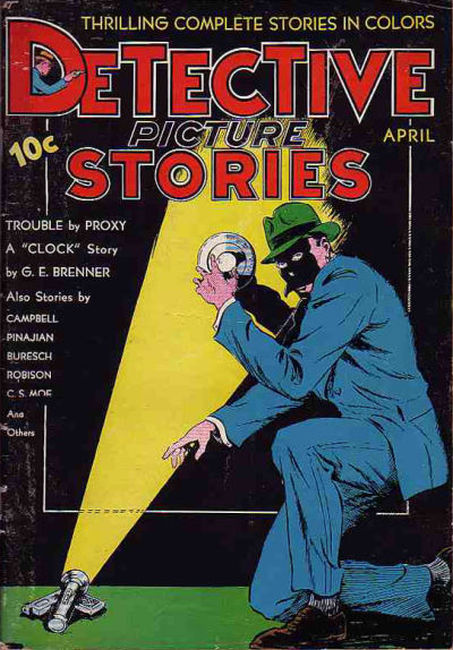 THRILLING COMPLETE STORIES IN COLORS
DETECTIVE
PICTURE
STORIES
APRIL
10¢
TROUBLE by PROXY
A "CLOCK" Story
by G. E. BRENNER
Also Stories by
CAMPBELL
PINAJIAN
BURESCH
ROBISON
C. S. MOE
And
Others